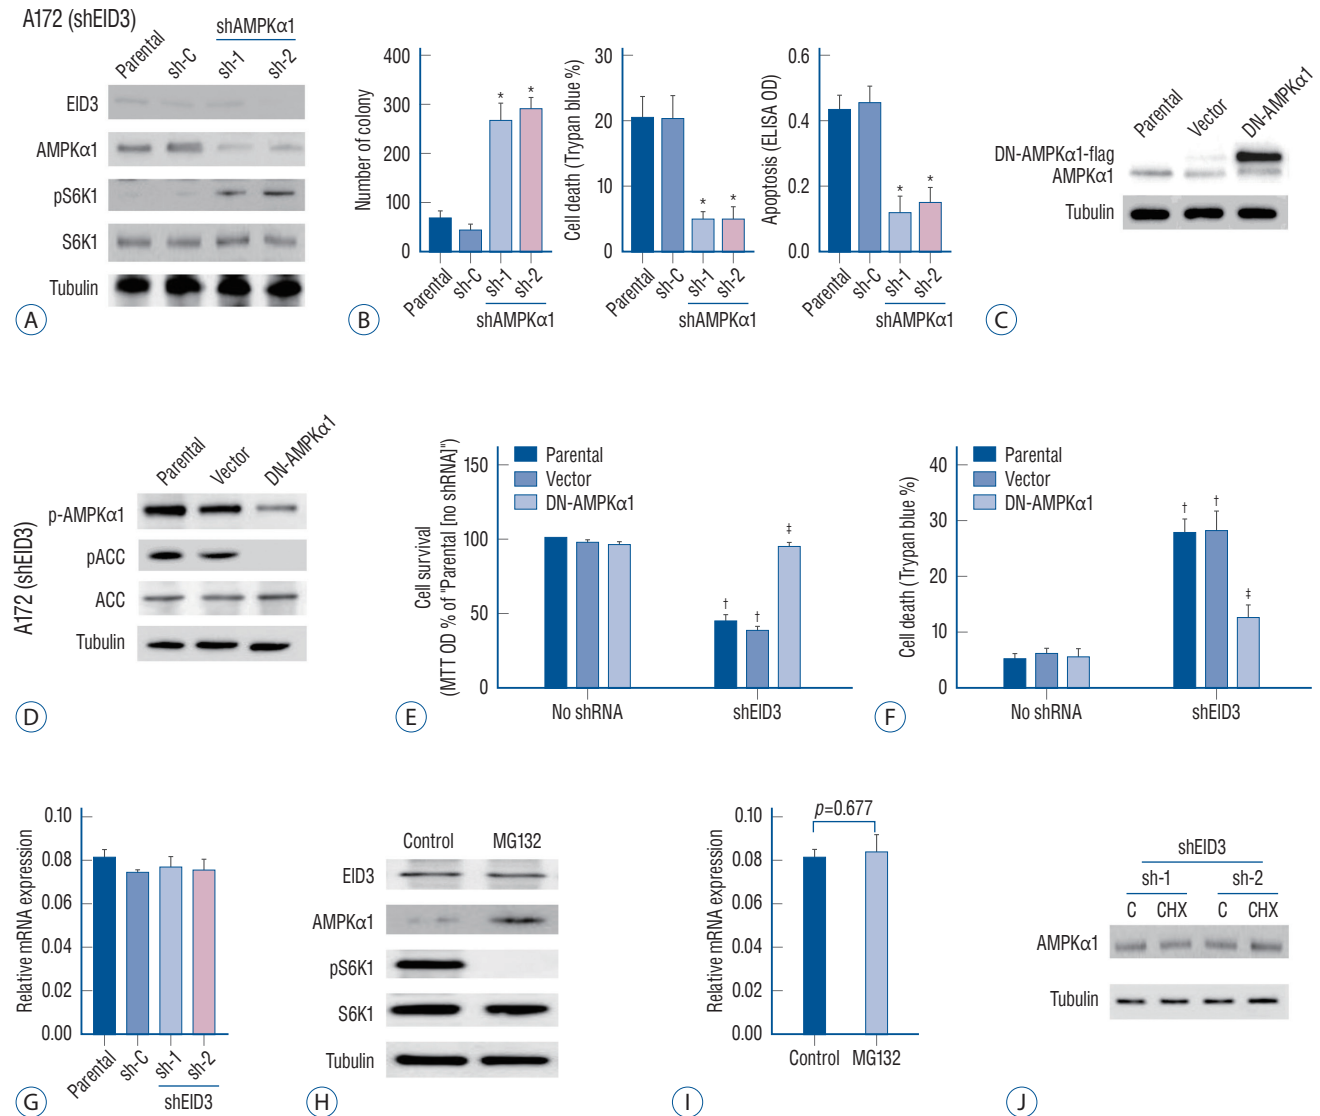 A172 (shEID3)
shAMPKα1
Parental
sh-C
sh-1
sh-2
EID3
AMPKα1
pS6K1
S6K1
Tubulin
A
Number of colony
400
300
200
100
0
*
*
Parental
sh-C
sh-1
sh-2
shAMPKα1
Cell death (Trypan blue %)
30
20
10
0
*
*
Parental
sh-C
sh-1
sh-2
shAMPKα1
Apoptosis (ELISA OD)
0.6
0.4
0.2
0.0
*
*
Parental
sh-C
sh-1
sh-2
shAMPKα1
B
Parental
Vector
DN-AMPKα1
DN-AMPKα1-flag
AMPKα1
Tubulin
C
A172 (shEID3)
Parental
Vector
DN-AMPKα1
p-AMPKα1
pACC
ACC
Tubulin
D
Cell survival
(MTT OD % of "Parental [no shRNA]")
150
100
50
0
Parental
Vector
DN-AMPKα1
†
†
‡
No shRNA
shEID3
E
Cell death (Trypan blue %)
40
30
20
10
0
Parental
Vector
DN-AMPKα1
†
†
‡
No shRNA
shEID3
F
Relative mRNA expression
0.10
0.08
0.06
0.04
0.02
0.00
Parental
sh-C
sh-1
sh-2
shEID3
G
Control
MG132
EID3
AMPKα1
pS6K1
S6K1
Tubulin
H
Relative mRNA expression
0.10
0.08
0.06
0.04
0.02
0.00
p=0.677
Control
MG132
I
shEID3
sh-1
sh-2
C
CHX
C
CHX
AMPKα1
Tubulin
J